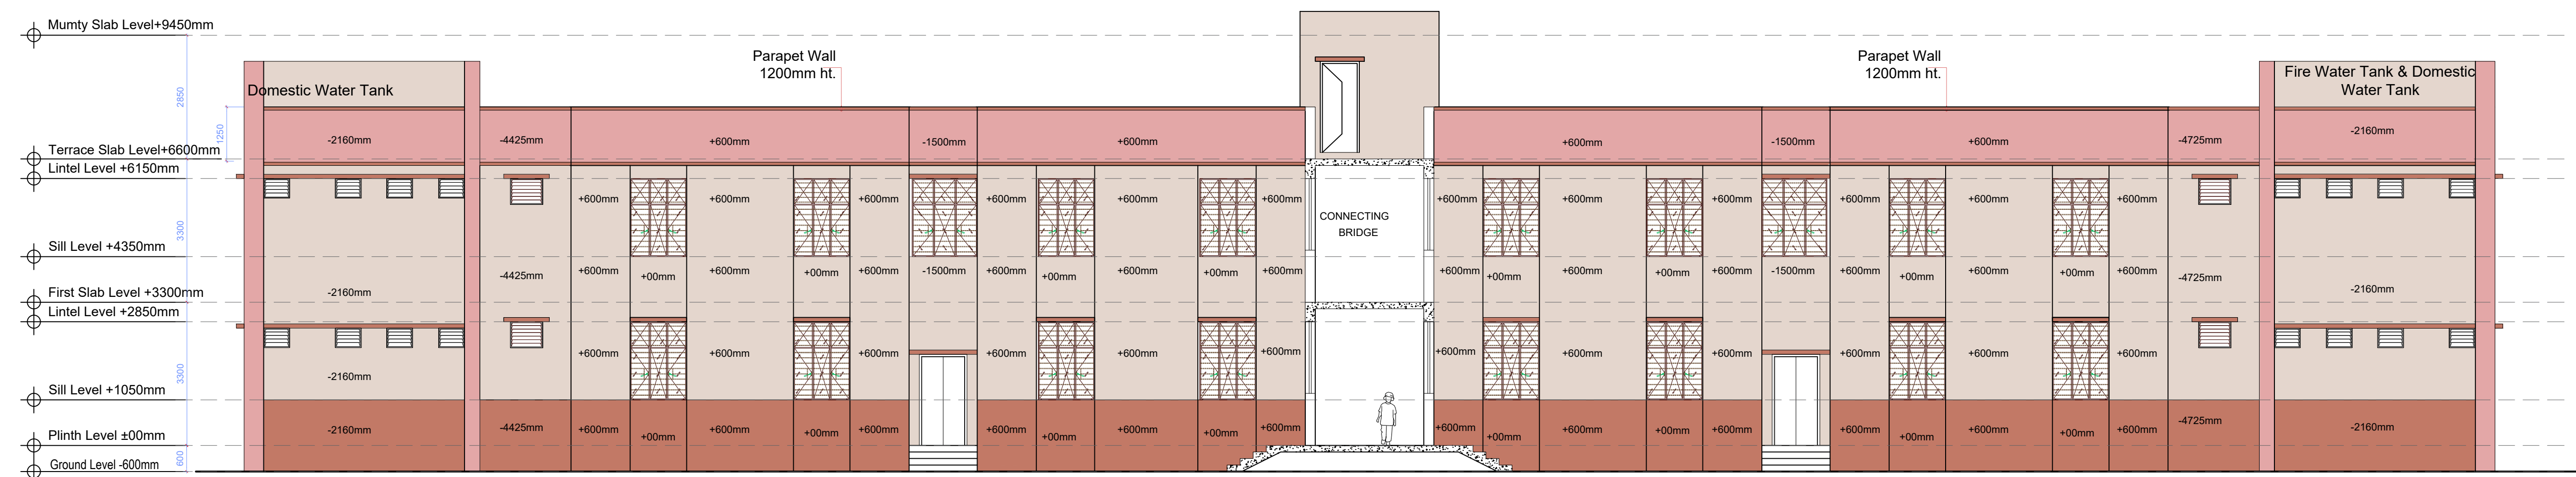 Mumty Slab Level+9450mm
Parapet Wall
1200mm ht.
Parapet Wall
1200mm ht.
Domestic Water Tank
Fire Water Tank & Domestic
Water Tank
2850
1250
Terrace Slab Level+6600mm
-2160mm
-4425mm
+600mm
-1500mm
+600mm
+600mm
-1500mm
+600mm
-4725mm
-2160mm
Lintel Level +6150mm
+600mm
+600mm
+600mm
+600mm
+600mm
+600mm
+600mm
+600mm
+600mm
+600mm
+600mm
+600mm
CONNECTING
BRIDGE
3300
Sill Level +4350mm
-4425mm
+600mm
+00mm
+600mm
+00mm
+600mm
-1500mm
+600mm
+00mm
+600mm
+00mm
+600mm
+600mm
+00mm
+600mm
+00mm
+600mm
-1500mm
+600mm
+00mm
+600mm
+00mm
+600mm
-4725mm
-2160mm
-2160mm
First Slab Level +3300mm
Lintel Level +2850mm
+600mm
+600mm
+600mm
+600mm
+600mm
+600mm
+600mm
+600mm
+600mm
+600mm
+600mm
+600mm
3300
-2160mm
Sill Level +1050mm
-2160mm
-4425mm
+600mm
+00mm
+600mm
+00mm
+600mm
+600mm
+00mm
+600mm
+00mm
+600mm
+600mm
+00mm
+600mm
+00mm
+600mm
+600mm
+00mm
+600mm
+00mm
+600mm
-4725mm
-2160mm
Plinth Level ±00mm
600
Ground Level -600mm